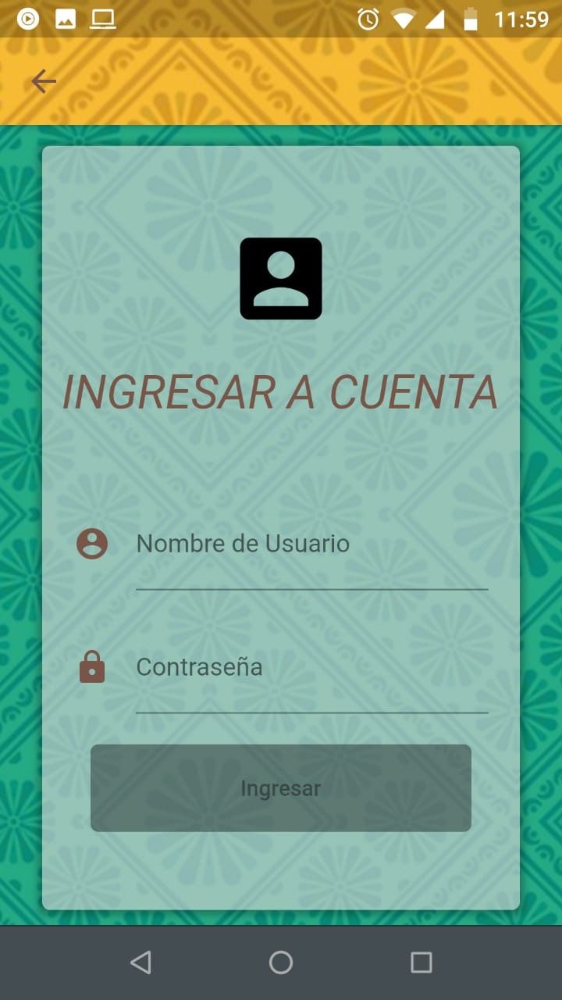 11:59
INGRESAR A CUENTA
Nombre de Usuario
Contraseña
Ingresar